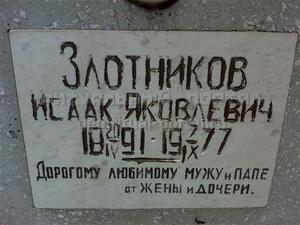 ЗЛОТНИКОВ
ИСААК ЯКОВЛЕВИЧ
18 20/IV 91-19 7/IX 77
ДОРОГОМУ ЛЮБИМОМУ МУЖУ И ПАПЕ
ОТ ЖЕНЫ И ДОЧЕРИ.